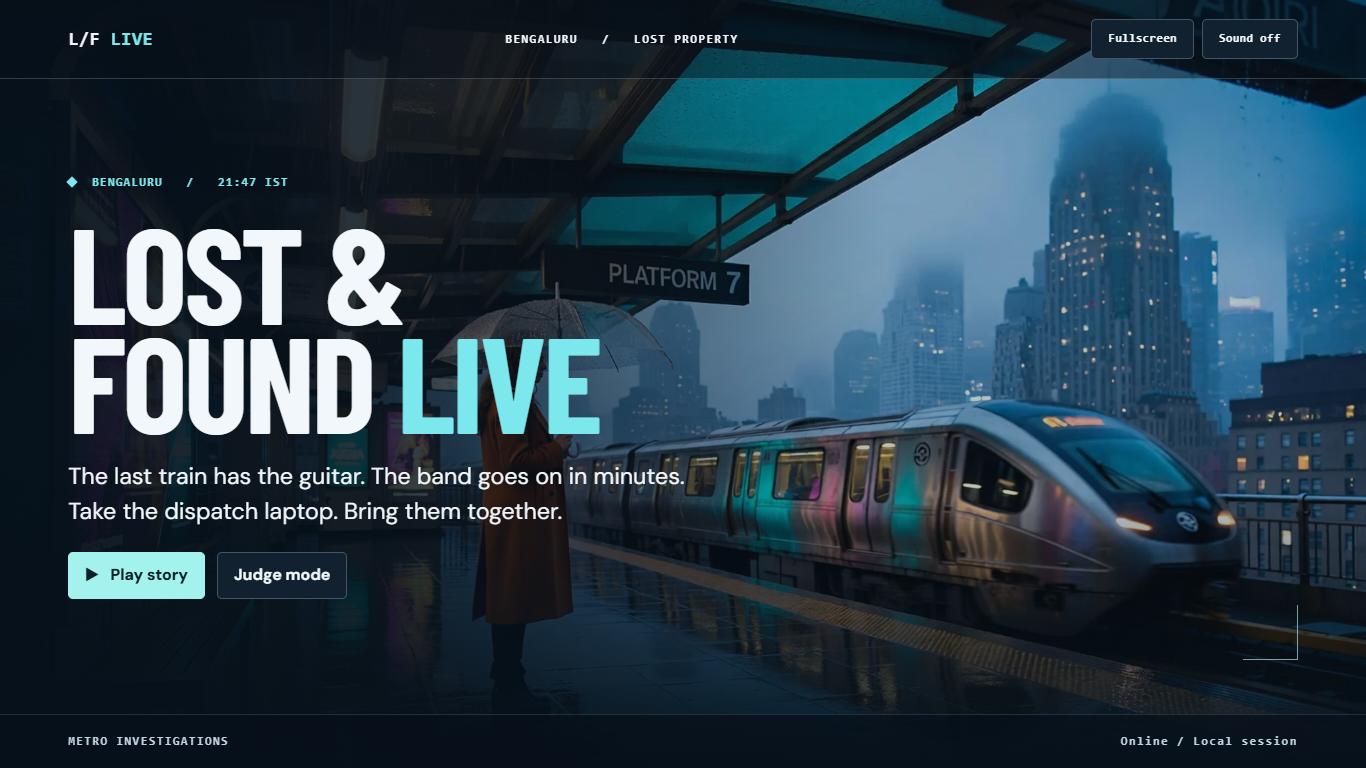 L/F LIVE
BENGALURU / LOST PROPERTY
Fullscreen
Sound off
BENGALURU / 21:47 IST
PLATFORM 7
LOST &
FOUND LIVE
The last train has the guitar. The band goes on in minutes.
Take the dispatch laptop. Bring them together.
Play story
Judge mode
METRO INVESTIGATIONS
Online / Local session